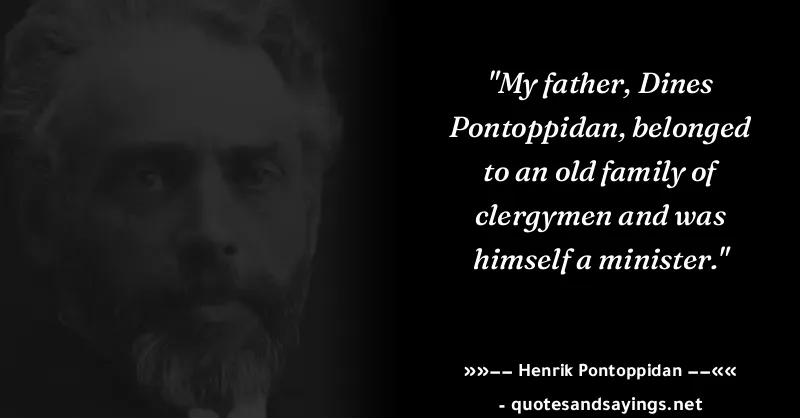 "My father, Dines
Pontoppidan, belonged
to an old family of
clergymen and was
himself a minister."
»»−− Henrik Pontoppidan −−««
- quotesandsayings.net